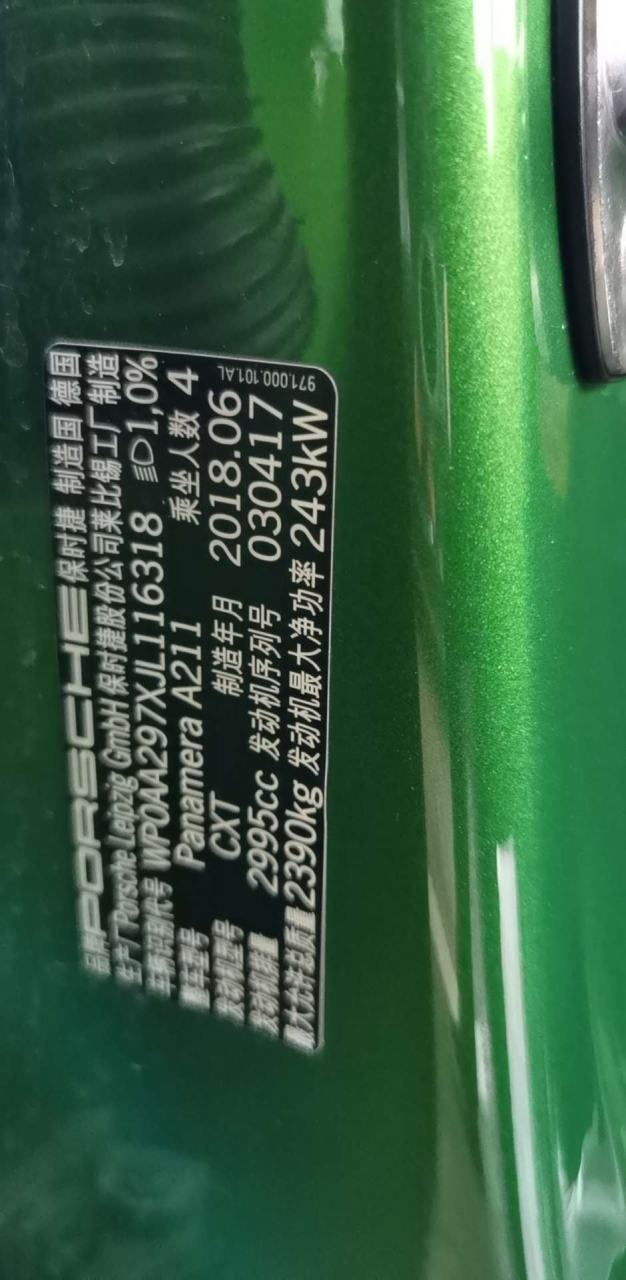 品牌 PORSCHE 保时捷 制造国 德国
生产厂 Porsche Leipzig GmbH 保时捷股份公司莱比锡工厂制造
车辆识别代号 WP0AA297XJL116318 1,0%
整车型号 Panamera A211 乘坐人数 4
发动机型号 CXT 制造年月 2018.06
发动机排量 2995cc 发动机序列号 030417
最大允许总质量 2390kg 发动机最大净功率 243kW
971.000.101.AL